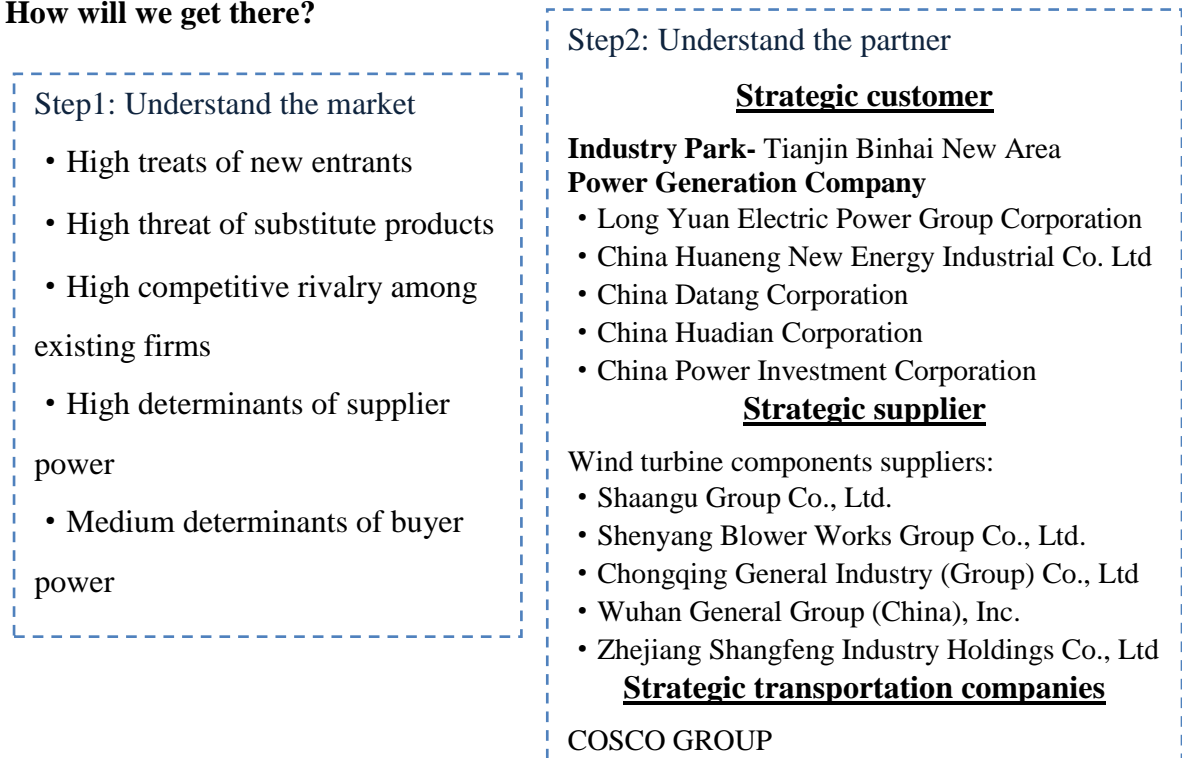 How will we get there?
Step1: Understand the market
・High treats of new entrants
・High threat of substitute products
・High competitive rivalry among
existing firms
・High determinants of supplier
power
・Medium determinants of buyer
power
Step2: Understand the partner
Strategic customer
Industry Park- Tianjin Binhai New Area
Power Generation Company
・Long Yuan Electric Power Group Corporation
・China Huaneng New Energy Industrial Co. Ltd
・China Datang Corporation
・China Huadian Corporation
・China Power Investment Corporation
Strategic supplier
Wind turbine components suppliers:
・Shaangu Group Co., Ltd.
・Shenyang Blower Works Group Co., Ltd.
・Chongqing General Industry (Group) Co., Ltd
・Wuhan General Group (China), Inc.
・Zhejiang Shangfeng Industry Holdings Co., Ltd
Strategic transportation companies
COSCO GROUP